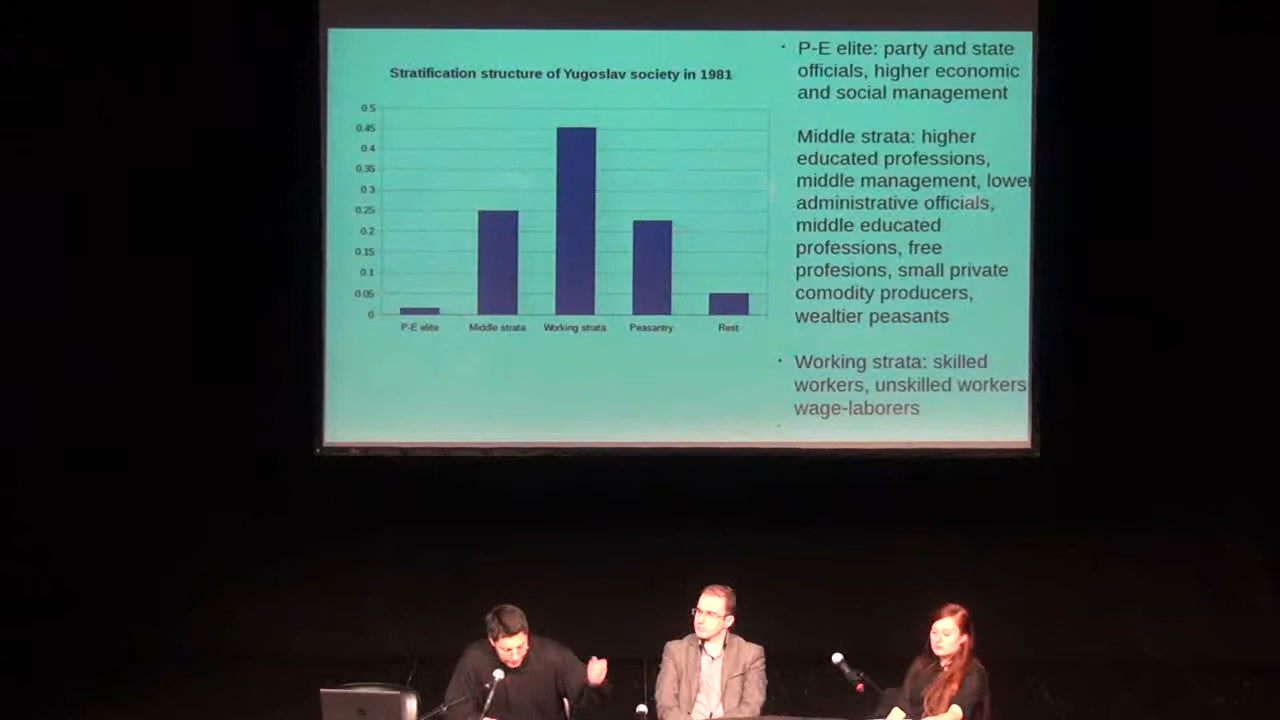 Stratification structure of Yugoslav society in 1981
0.5
0.45
0.4
0.35
0.3
0.25
0.2
0.15
0.1
0.05
0
P-E elite Middle strata Working strata Peasantry Rest
· P-E elite: party and state
officials, higher economic
and social management
Middle strata: higher
educated professions,
middle management, lower
administrative officials,
middle educated
professions, free
profesions, small private
comodity producers,
wealtier peasants
· Working strata: skilled
workers, unskilled workers
wage-laborers